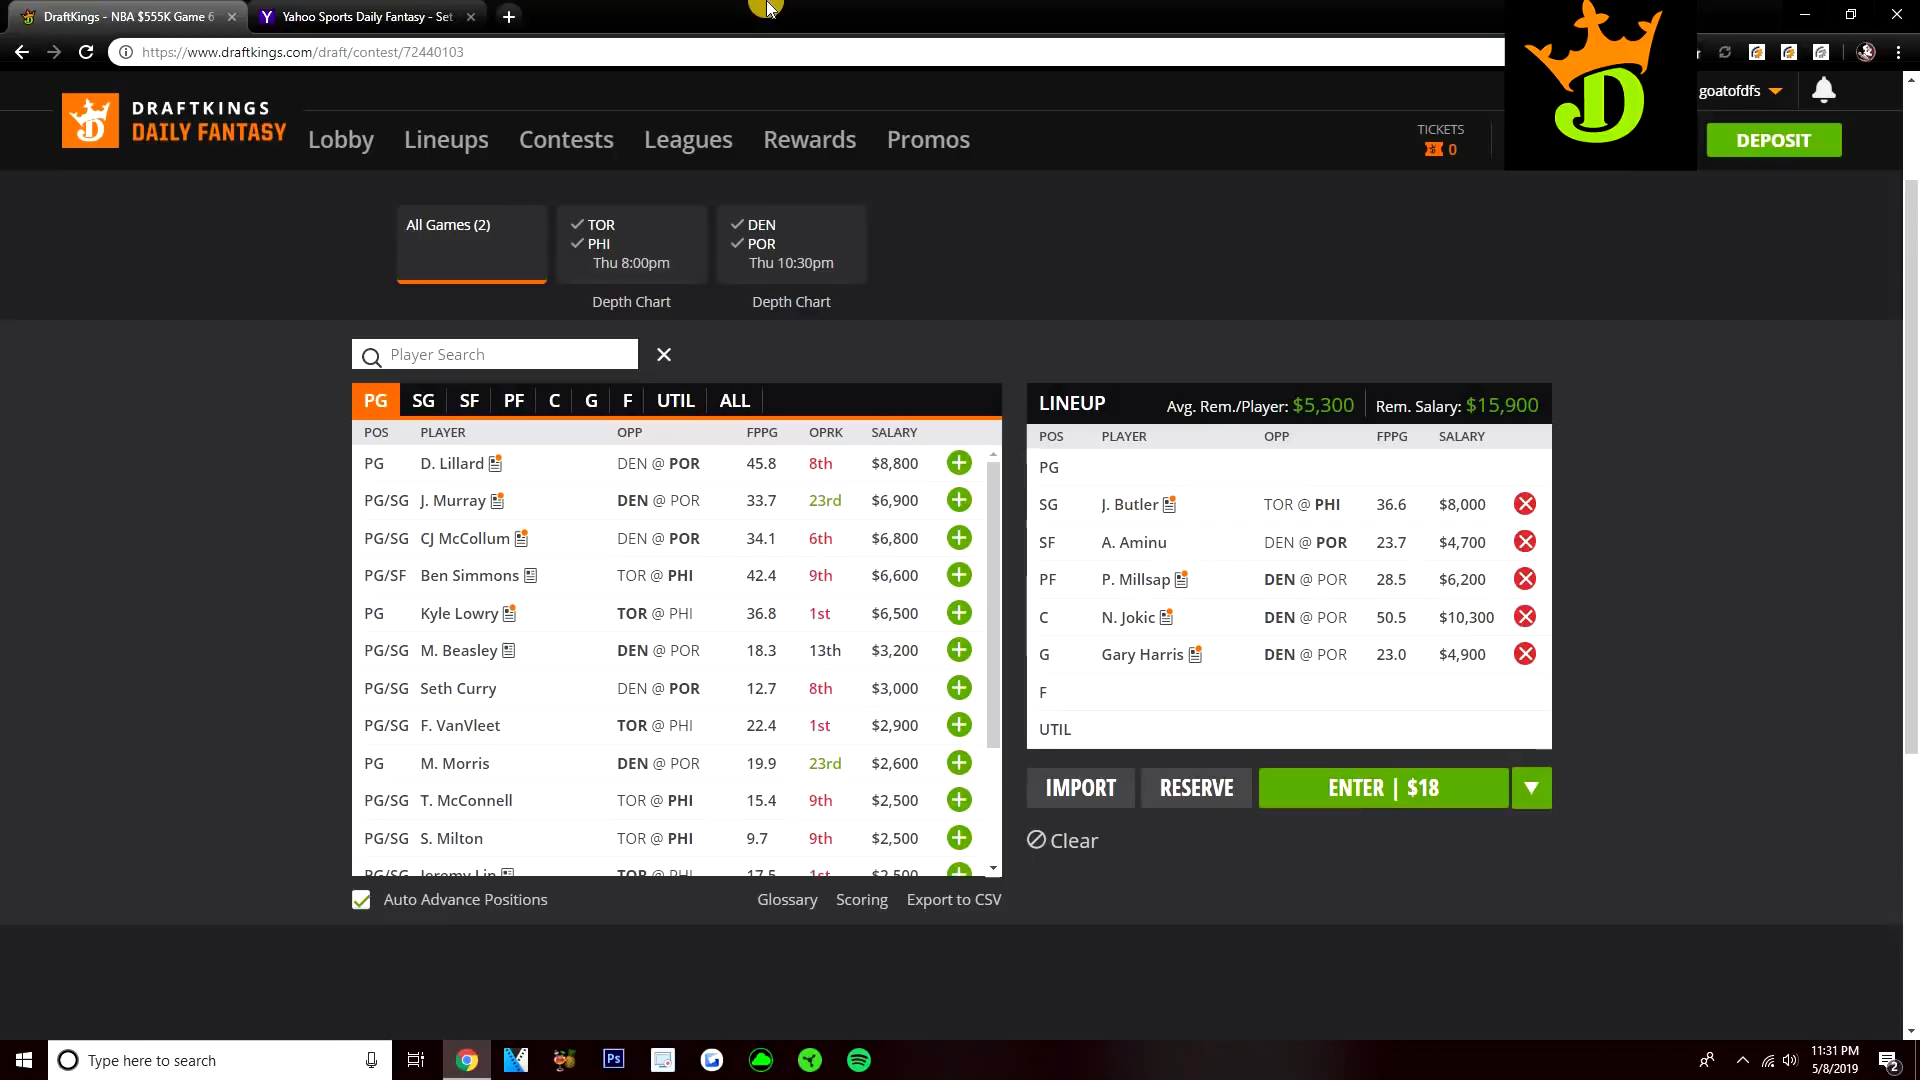 DraftKings - NBA $555K Game 6
Yahoo Sports Daily Fantasy - Set
https://www.draftkings.com/draft/contest/72440103
DRAFTKINGS
DAILY FANTASY
Lobby Lineups Contests Leagues Rewards Promos
TICKETS
0
goatofdfs
DEPOSIT
All Games (2)
TOR
PHI
Thu 8:00pm
Depth Chart
DEN
POR
Thu 10:30pm
Depth Chart
Player Search
PG SG SF PF C G F UTIL ALL
POS PLAYER OPP FPPG OPRK SALARY
PG D. Lillard DEN @ POR 45.8 8th $8,800
PG/SG J. Murray DEN @ POR 33.7 23rd $6,900
PG/SG CJ McCollum DEN @ POR 34.1 6th $6,800
PG/SF Ben Simmons TOR @ PHI 42.4 9th $6,600
PG Kyle Lowry TOR @ PHI 36.8 1st $6,500
PG/SG M. Beasley DEN @ POR 18.3 13th $3,200
PG/SG Seth Curry DEN @ POR 12.7 8th $3,000
PG/SG F. VanVleet TOR @ PHI 22.4 1st $2,900
PG M. Morris DEN @ POR 19.9 23rd $2,600
PG/SG T. McConnell TOR @ PHI 15.4 9th $2,500
PG/SG S. Milton TOR @ PHI 9.7 9th $2,500
PG/SG Jeremy Lin TOR @ PHI 17.5 1st $2,500
Auto Advance Positions
Glossary Scoring Export to CSV
LINEUP Avg. Rem./Player: $5,300 Rem. Salary: $15,900
POS PLAYER OPP FPPG SALARY
PG
SG J. Butler TOR @ PHI 36.6 $8,000
SF A. Aminu DEN @ POR 23.7 $4,700
PF P. Millsap DEN @ POR 28.5 $6,200
C N. Jokic DEN @ POR 50.5 $10,300
G Gary Harris DEN @ POR 23.0 $4,900
F
UTIL
IMPORT RESERVE ENTER | $18
Clear
Type here to search
Ps
11:31 PM
5/8/2019
2